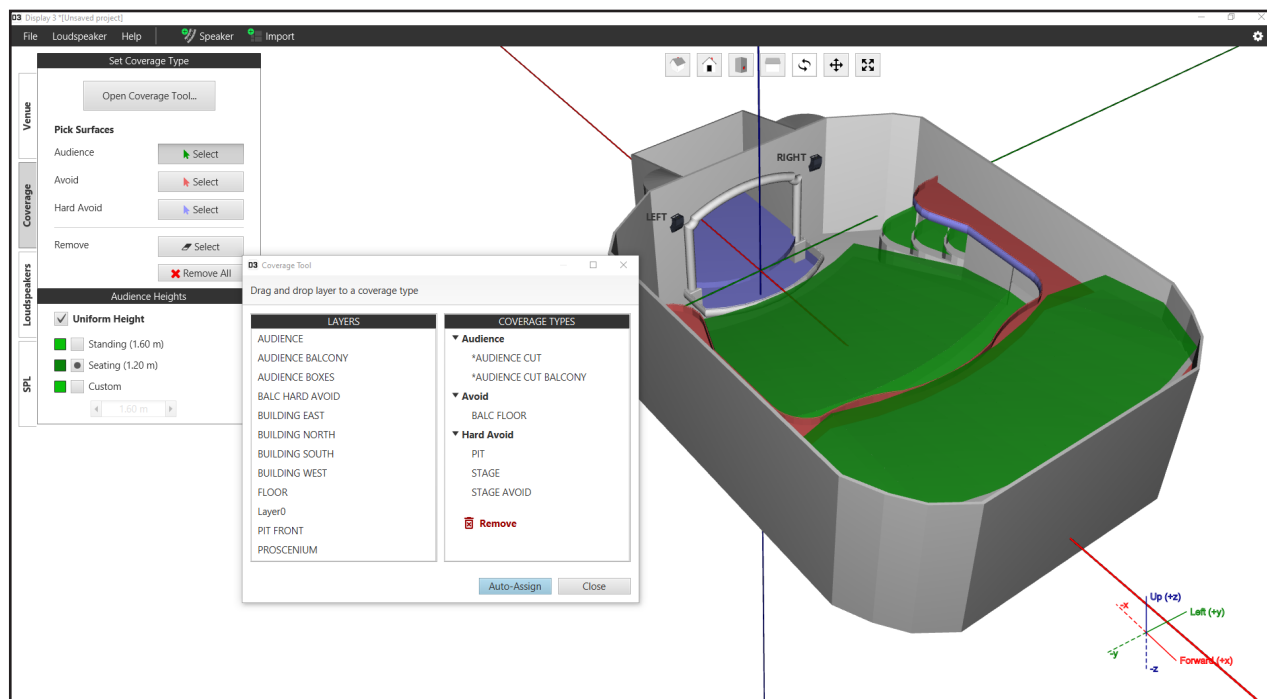 D3 Display 3 *[Unsaved project]
File Loudspeaker Help Speaker Import
Set Coverage Type
Open Coverage Tool...
Pick Surfaces
Audience Select
Avoid Select
Hard Avoid Select
Remove Select
Remove All
Audience Heights
Uniform Height
Standing (1.60 m)
Seating (1.20 m)
Custom
1.60 m
Venue
Coverage
Loudspeakers
SPL
D3 Coverage Tool
Drag and drop layer to a coverage type
LAYERS
AUDIENCE
AUDIENCE BALCONY
AUDIENCE BOXES
BALC HARD AVOID
BUILDING EAST
BUILDING NORTH
BUILDING SOUTH
BUILDING WEST
FLOOR
Layer0
PIT FRONT
PROSCENIUM
COVERAGE TYPES
Audience
*AUDIENCE CUT
*AUDIENCE CUT BALCONY
Avoid
BALC FLOOR
Hard Avoid
PIT
STAGE
STAGE AVOID
Remove
Auto-Assign Close
RIGHT
LEFT
Up (+z)
-x
Left (+y)
-y
-z
Forward (+x)